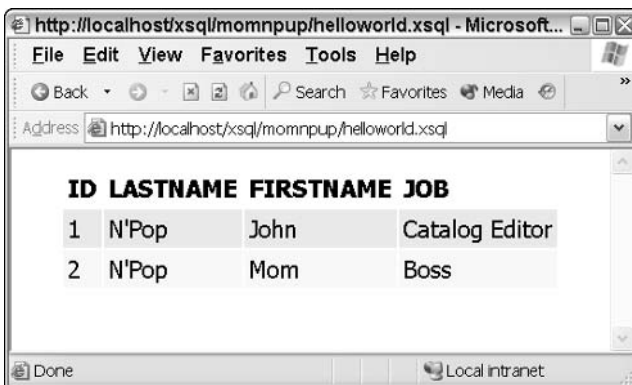 http://localhost/xsql/momnpup/helloworld.xsql - Microsoft...
File Edit View Favorites Tools Help
Back Search Favorites Media »
Address http://localhost/xsql/momnpup/helloworld.xsql
ID LASTNAME FIRSTNAME JOB
1 N'Pop John Catalog Editor
2 N'Pop Mom Boss
Done Local intranet